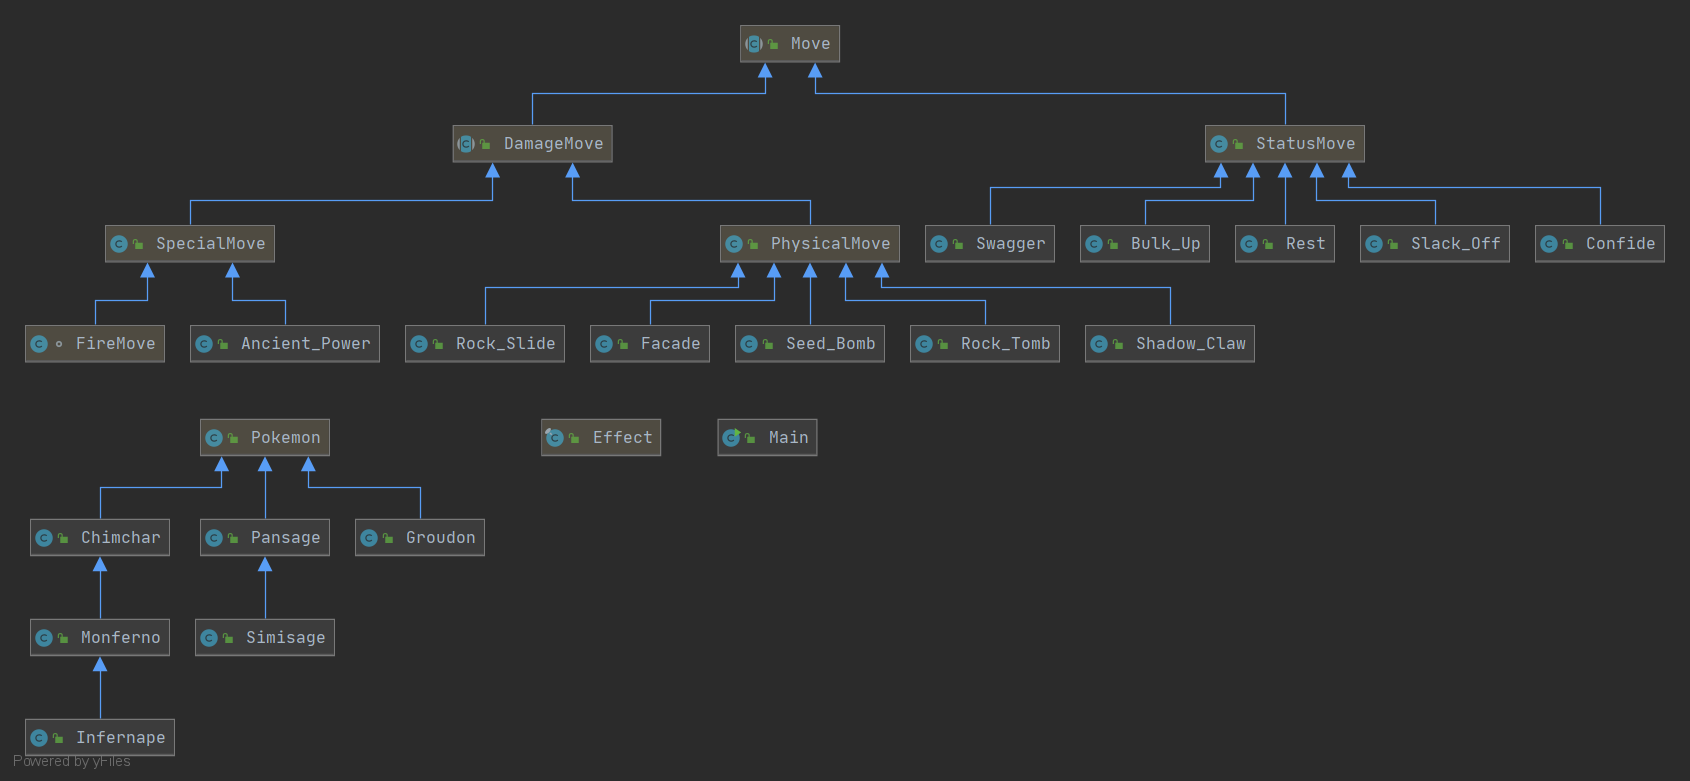 Move
DamageMove
StatusMove
SpecialMove
PhysicalMove
Swagger
Bulk_Up
Rest
Slack_Off
Confide
FireMove
Ancient_Power
Rock_Slide
Facade
Seed_Bomb
Rock_Tomb
Shadow_Claw
Pokemon
Effect
Main
Chimchar
Pansage
Groudon
Monferno
Simisage
Infernape
Powered by yFiles